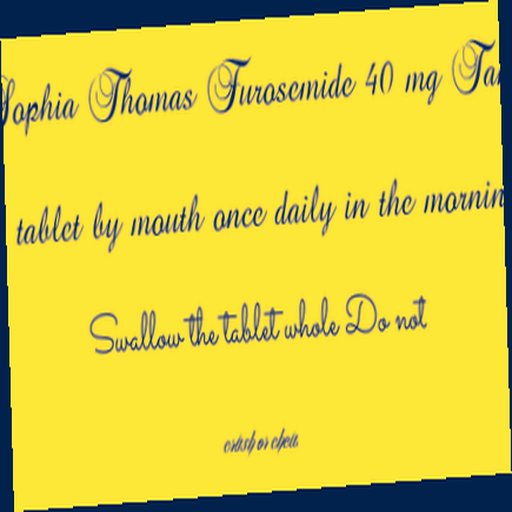 Sophia Thomas Furosemide 40 mg Ta
tablet by mouth once daily in the mornin
Swallow the tablet whole Do not
crush or chew